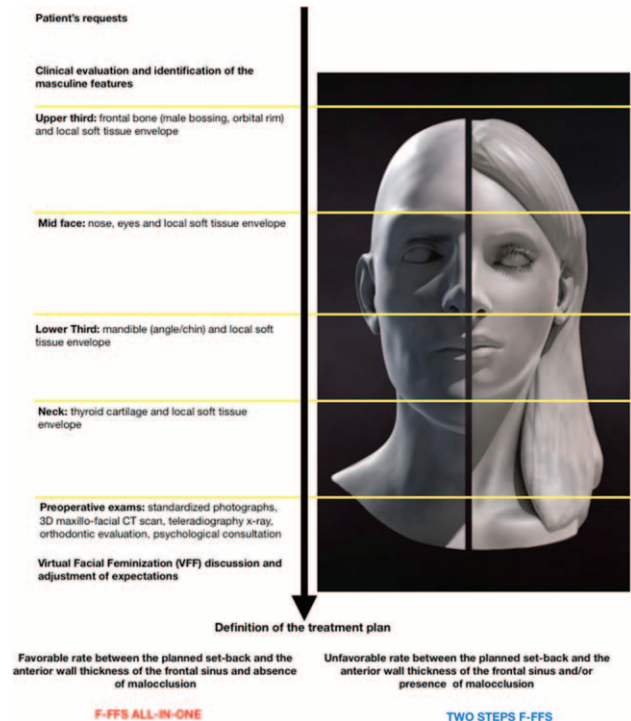 Patient's requests
Clinical evaluation and identification of the
masculine features
Upper third: frontal bone (male bossing, orbital rim)
and local soft tissue envelope
Mid face: nose, eyes and local soft tissue envelope
Lower Third: mandible (angle/chin) and local soft
tissue envelope
Neck: thyroid cartilage and local soft tissue
envelope
Preoperative exams: standardized photographs,
3D maxillo-facial CT scan, teleradiography x-ray,
orthodontic evaluation, psychological consultation
Virtual Facial Feminization (VFF) discussion and
adjustment of expectations
Definition of the treatment plan
Favorable rate between the planned set-back and the
anterior wall thickness of the frontal sinus and absence
of malocclusion
F-FFS ALL-IN-ONE
Unfavorable rate between the planned set-back and the
anterior wall thickness of the frontal sinus and/or
presence of malocclusion
TWO STEPS F-FFS